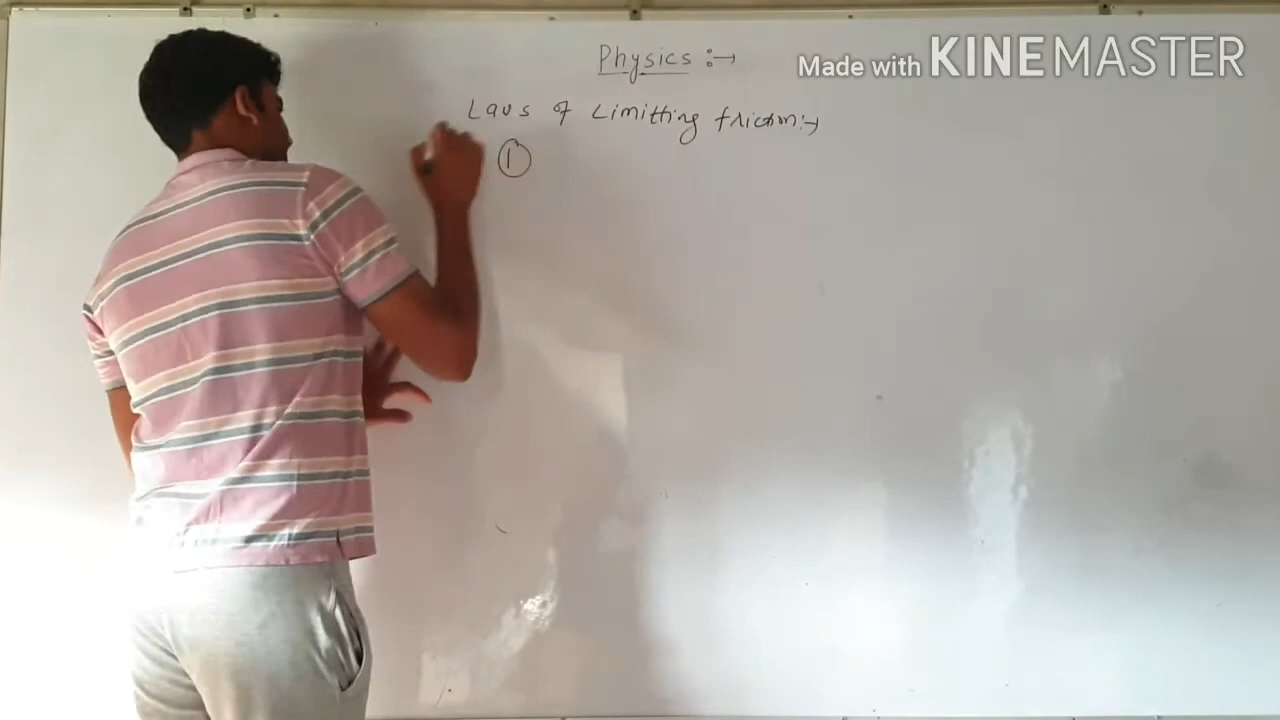 Physics :→
Made with KINEMASTER
Laws of Limitting friction:→
①